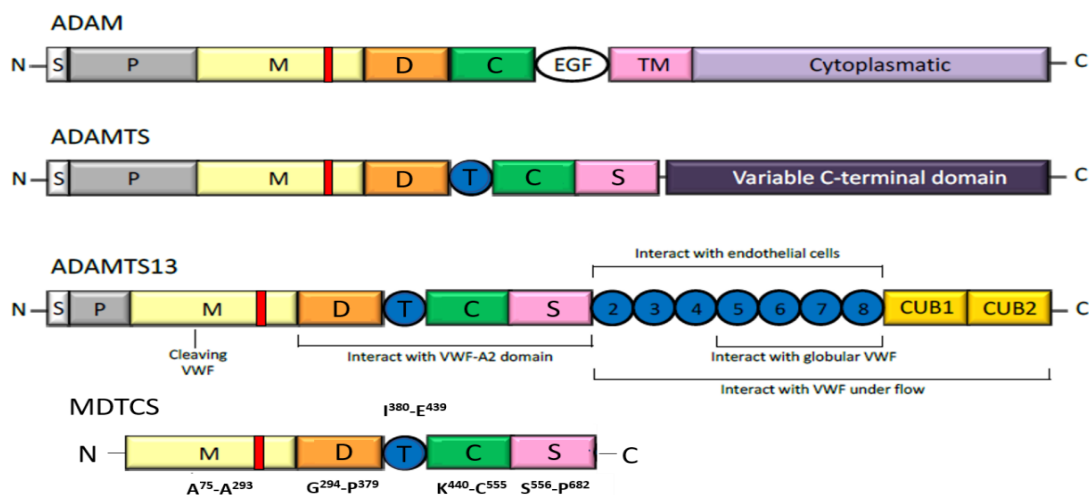 ADAM
N S P M D C EGF TM Cytoplasmatic C
ADAMTS
N S P M D T C S Variable C-terminal domain C
Interact with endothelial cells
ADAMTS13
N S P M D T C S 2 3 4 5 6 7 8 CUB1 CUB2 C
Cleaving
VWF
Interact with VWF-A2 domain
Interact with globular VWF
Interact with VWF under flow
MDTCS
I³⁸⁰-E⁴³⁹
N M D T C S C
A⁷⁵-A²⁹³ G²⁹⁴-P³⁷⁹ K⁴⁴⁰-C⁵⁵⁵ S⁵⁵⁶-P⁶⁸²